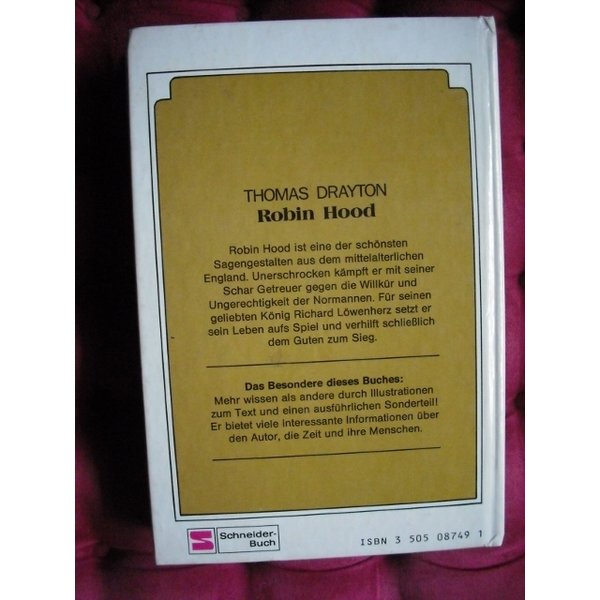 THOMAS DRAYTON
Robin Hood
Robin Hood ist eine der schönsten
Sagengestalten aus dem mittelalterlichen
England. Unerschrocken kämpft er mit seiner
Schar Getreuer gegen die Willkür und
Ungerechtigkeit der Normannen. Für seinen
geliebten König Richard Löwenherz setzt er
sein Leben aufs Spiel und verhilft schließlich
dem Guten zum Sieg.
Das Besondere dieses Buches:
Mehr wissen als andere durch Illustrationen
zum Text und einen ausführlichen Sonderteil!
Er bietet viele interessante Informationen über
den Autor, die Zeit und ihre Menschen.
Schneider-
Buch
ISBN 3 505 08749 1